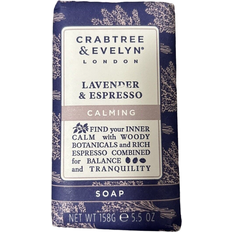 CRABTREE
& EVELYN®
LONDON
LAVENDER
& ESPRESSO
CALMING
FIND your INNER
CALM with WOODY
BOTANICALS and RICH
ESPRESSO COMBINED
for BALANCE
and TRANQUILITY
SOAP
NET WT 158G ℮ 5.5 OZ